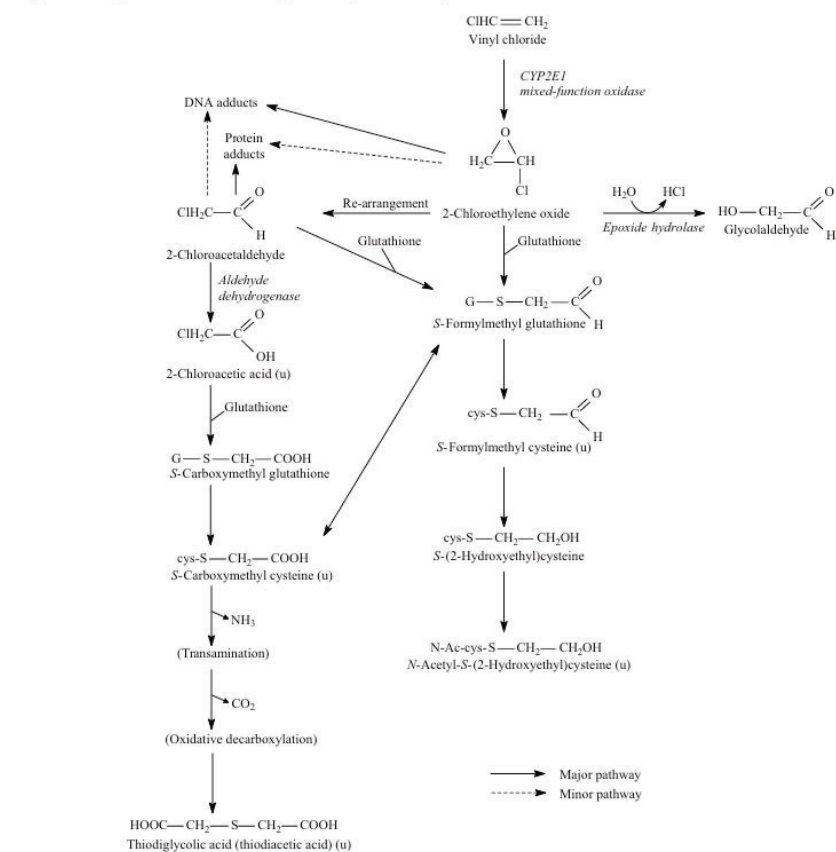 ClHC=CH₂
Vinyl chloride
CYP2E1
mixed-function oxidase
DNA adducts
Protein
adducts
O
H₂C—CH
Cl
2-Chloroethylene oxide
Re-arrangement
ClH₂C—C
O
H
2-Chloroacetaldehyde
H₂O
HCl
Epoxide hydrolase
HO—CH₂—C
O
H
Glycolaldehyde
Glutathione
Glutathione
Aldehyde
dehydrogenase
G—S—CH₂—C
O
H
S-Formylmethyl glutathione
ClH₂C—C
O
OH
2-Chloroacetic acid (u)
Glutathione
cys-S—CH₂—C
O
H
S-Formylmethyl cysteine (u)
G—S—CH₂—COOH
S-Carboxymethyl glutathione
cys-S—CH₂—CH₂OH
S-(2-Hydroxyethyl)cysteine
cys-S—CH₂—COOH
S-Carboxymethyl cysteine (u)
NH₃
(Transamination)
N-Ac-cys-S—CH₂—CH₂OH
N-Acetyl-S-(2-Hydroxyethyl)cysteine (u)
CO₂
(Oxidative decarboxylation)
Major pathway
Minor pathway
HOOC—CH₂—S—CH₂—COOH
Thiodiglycolic acid (thiodiacetic acid) (u)